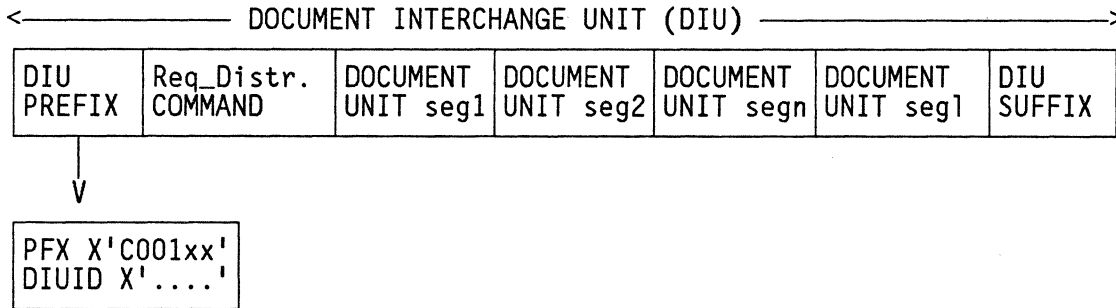 DOCUMENT INTERCHANGE UNIT (DIU)
DIU Req_Distr. DOCUMENT DOCUMENT DOCUMENT DOCUMENT DIU
PREFIX COMMAND UNIT seg1 UNIT seg2 UNIT segn UNIT segl SUFFIX
V
PFX X'C001xx'
DIUID X'....'